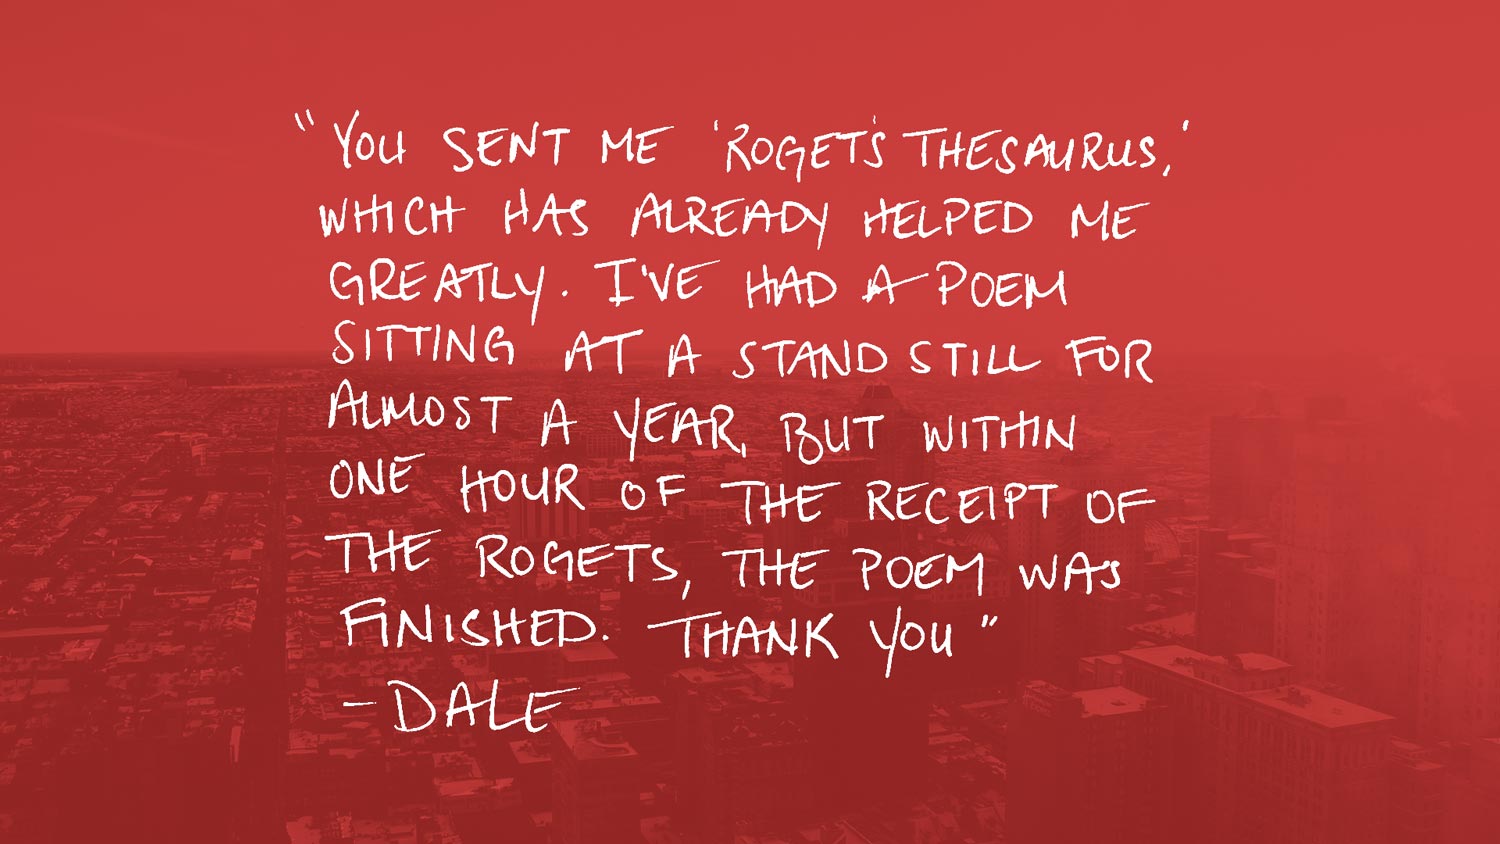 "YOU SENT ME 'ROGET'S THESAURUS,'
WHICH HAS ALREADY HELPED ME
GREATLY. I'VE HAD A POEM
SITTING AT A STAND STILL FOR
ALMOST A YEAR, BUT WITHIN
ONE HOUR OF THE RECEIPT OF
THE ROGETS, THE POEM WAS
FINISHED. THANK YOU"
- DALE